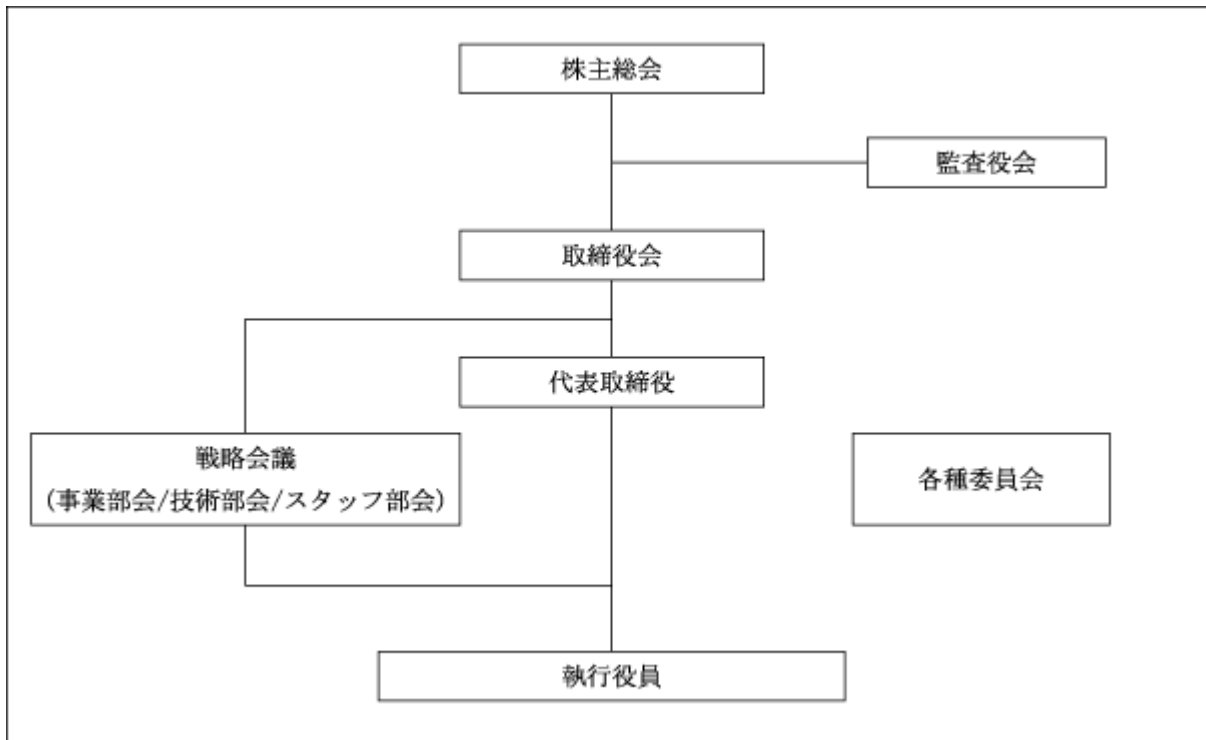 株主総会
監査役会
取締役会
代表取締役
戦略会議
（事業部会/技術部会/スタッフ部会）
各種委員会
執行役員